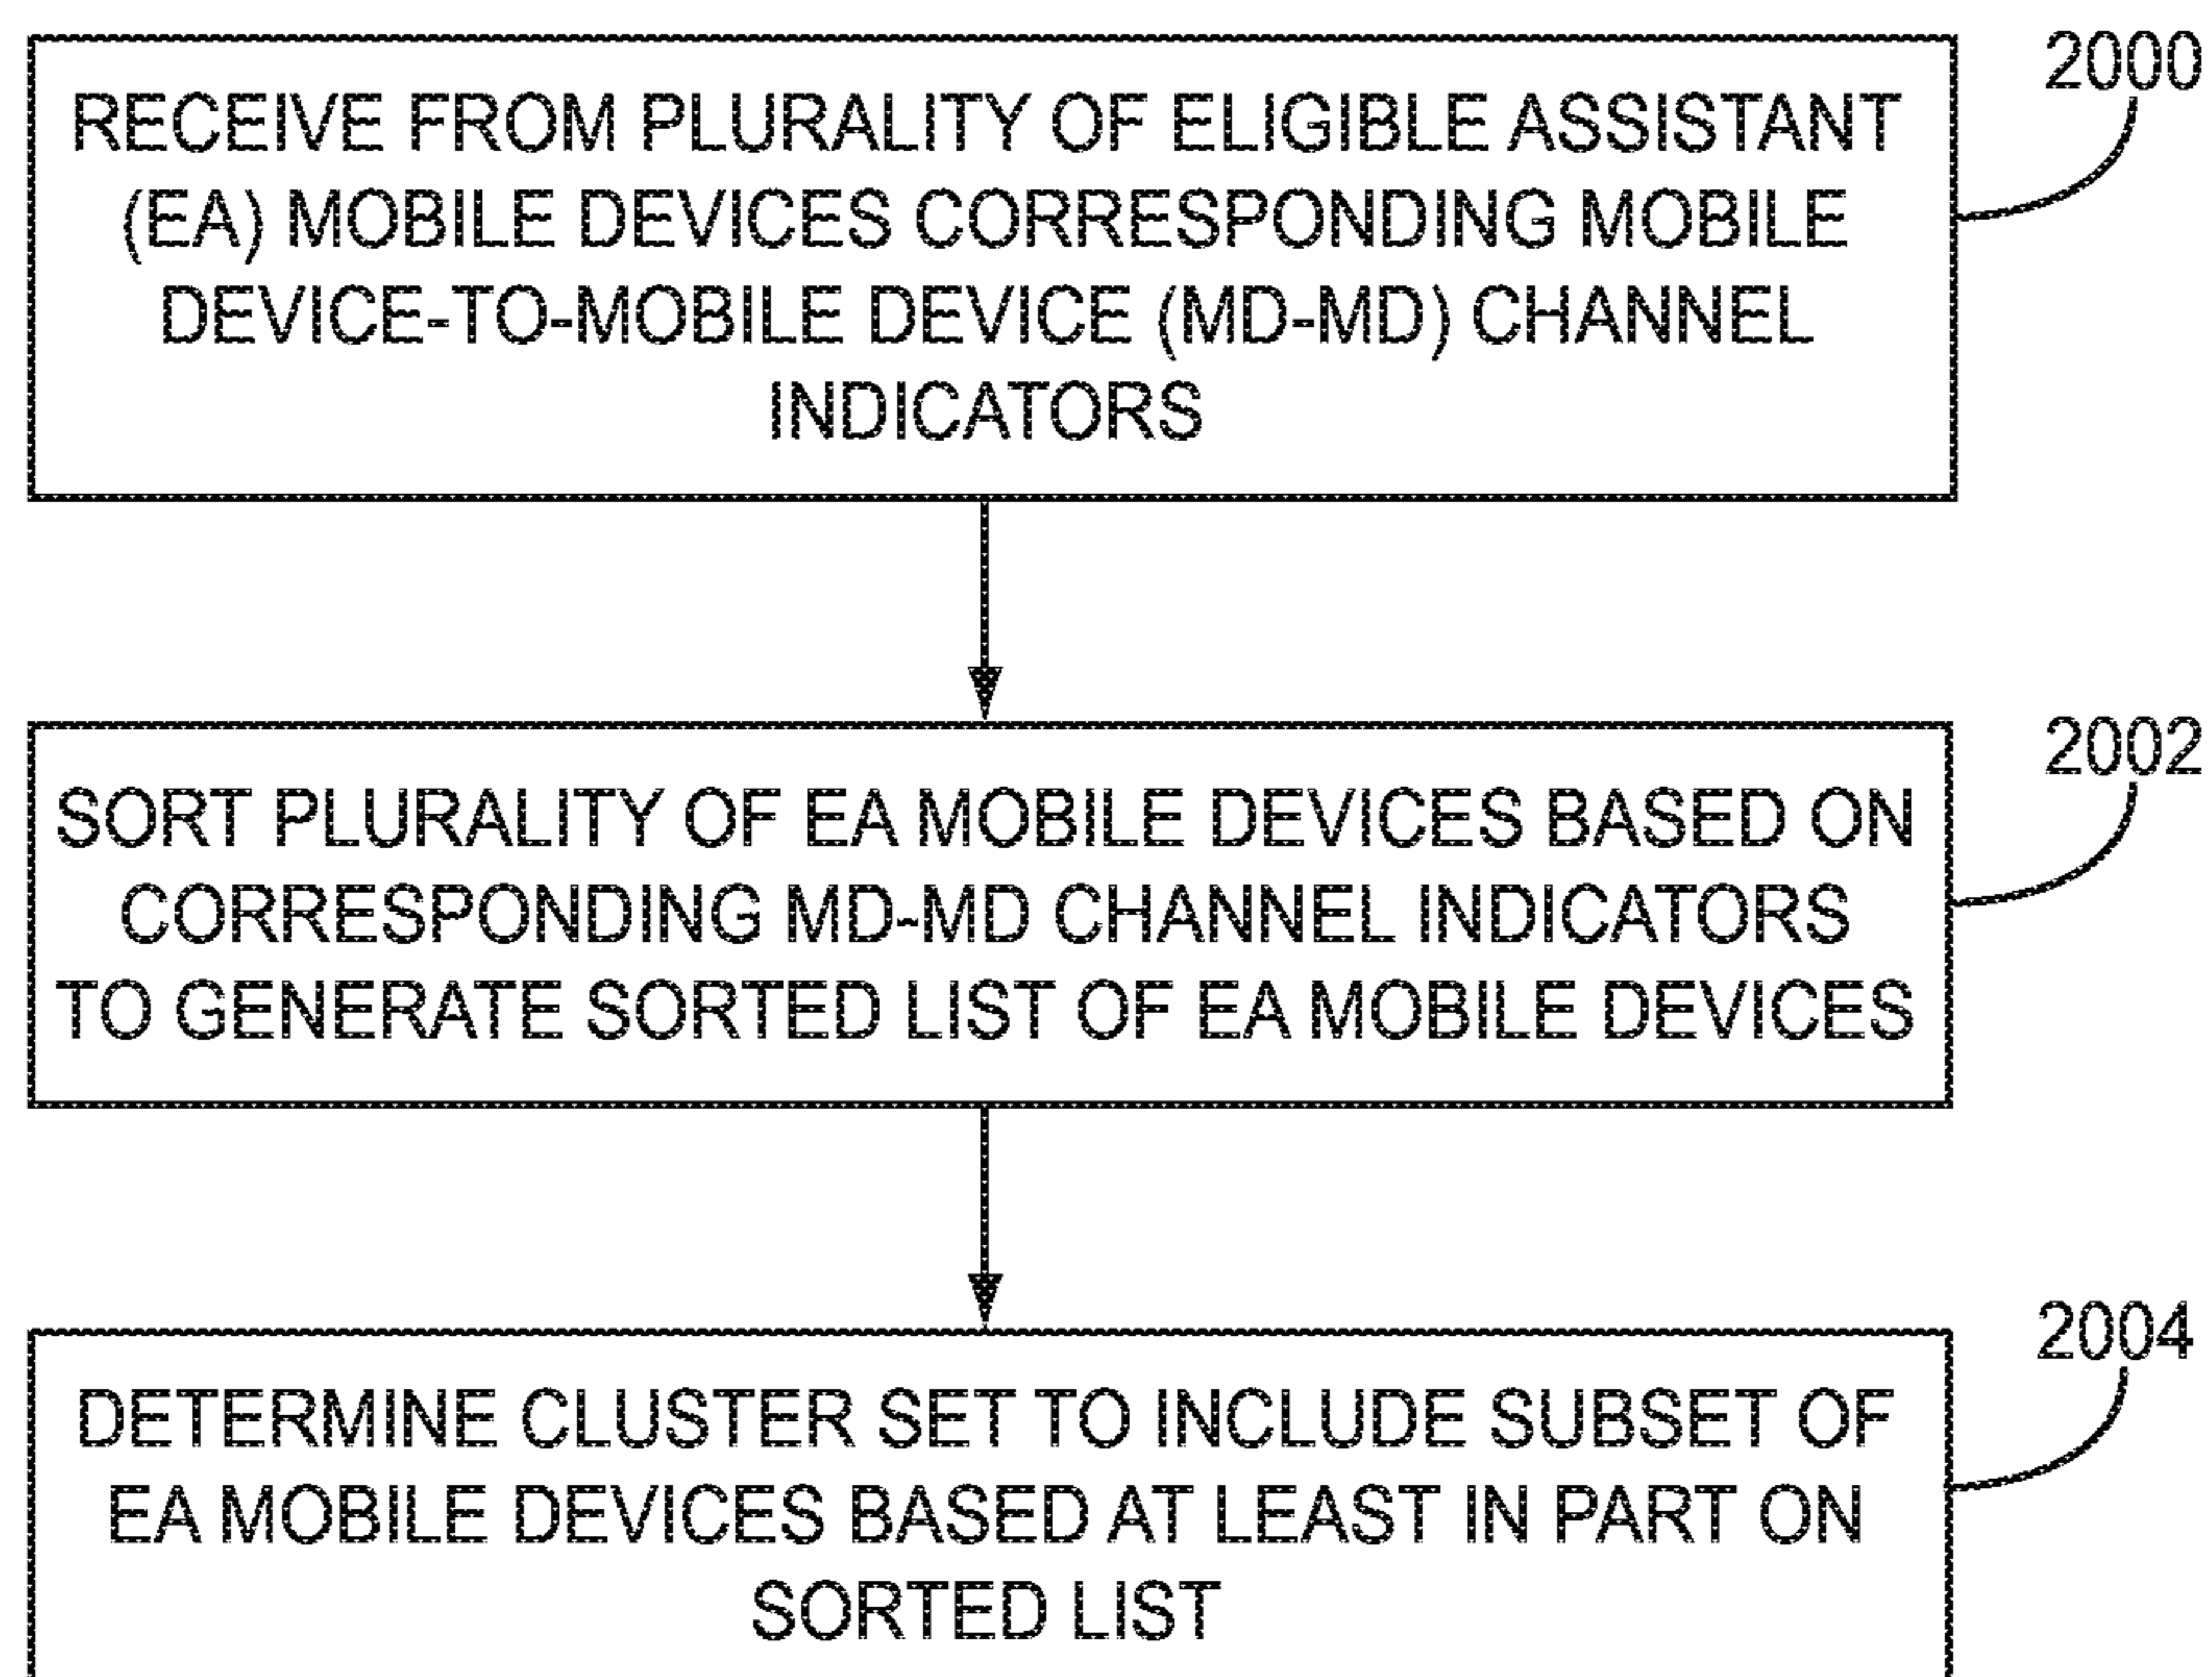 2000
RECEIVE FROM PLURALITY OF ELIGIBLE ASSISTANT
(EA) MOBILE DEVICES CORRESPONDING MOBILE
DEVICE-TO-MOBILE DEVICE (MD-MD) CHANNEL
INDICATORS
2002
SORT PLURALITY OF EA MOBILE DEVICES BASED ON
CORRESPONDING MD-MD CHANNEL INDICATORS
TO GENERATE SORTED LIST OF EA MOBILE DEVICES
2004
DETERMINE CLUSTER SET TO INCLUDE SUBSET OF
EA MOBILE DEVICES BASED AT LEAST IN PART ON
SORTED LIST